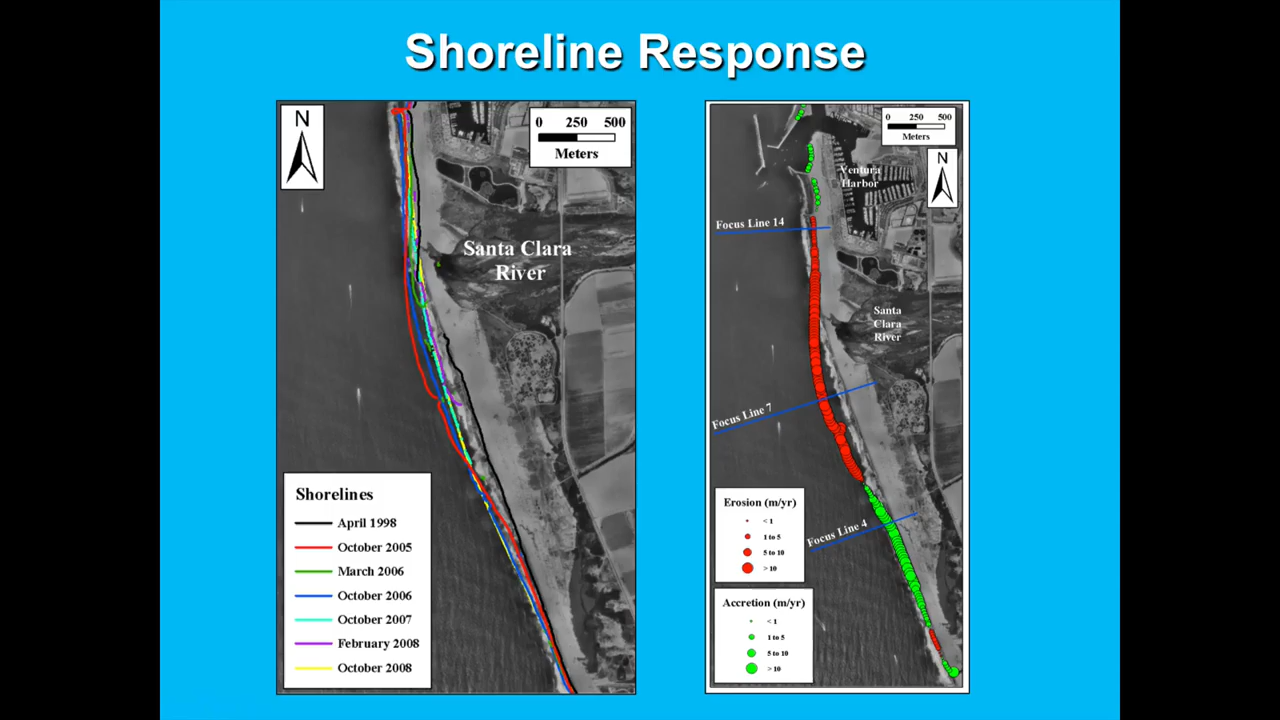 Shoreline Response
N
0 250 500
Meters
Santa Clara
River
Shorelines
April 1998
October 2005
March 2006
October 2006
October 2007
February 2008
October 2008
0 250 500
Meters
N
Ventura
Harbor
Focus Line 14
Santa
Clara
River
Focus Line 7
Focus Line 4
Erosion (m/yr)
< 1
1 to 5
5 to 10
> 10
Accretion (m/yr)
< 1
1 to 5
5 to 10
> 10